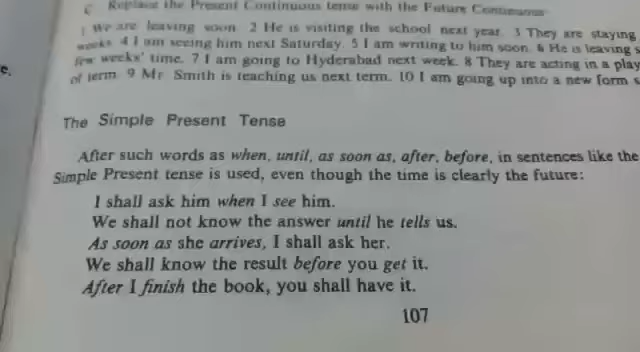 C Replace the Present Continuous tense with the Future Continuous
1 We are leaving soon 2 He is visiting the school next year. 3 They are staying
weeks 4 I am seeing him next Saturday. 5 I am writing to him soon. 6 He is leaving
few weeks' time. 7 I am going to Hyderabad next week. 8 They are acting in a play
of term. 9 Mr Smith is teaching us next term. 10 I am going up into a new form
e.
The Simple Present Tense
After such words as when, until, as soon as, after, before, in sentences like the
Simple Present tense is used, even though the time is clearly the future:
I shall ask him when I see him.
We shall not know the answer until he tells us.
As soon as she arrives, I shall ask her.
We shall know the result before you get it.
After I finish the book, you shall have it.
107